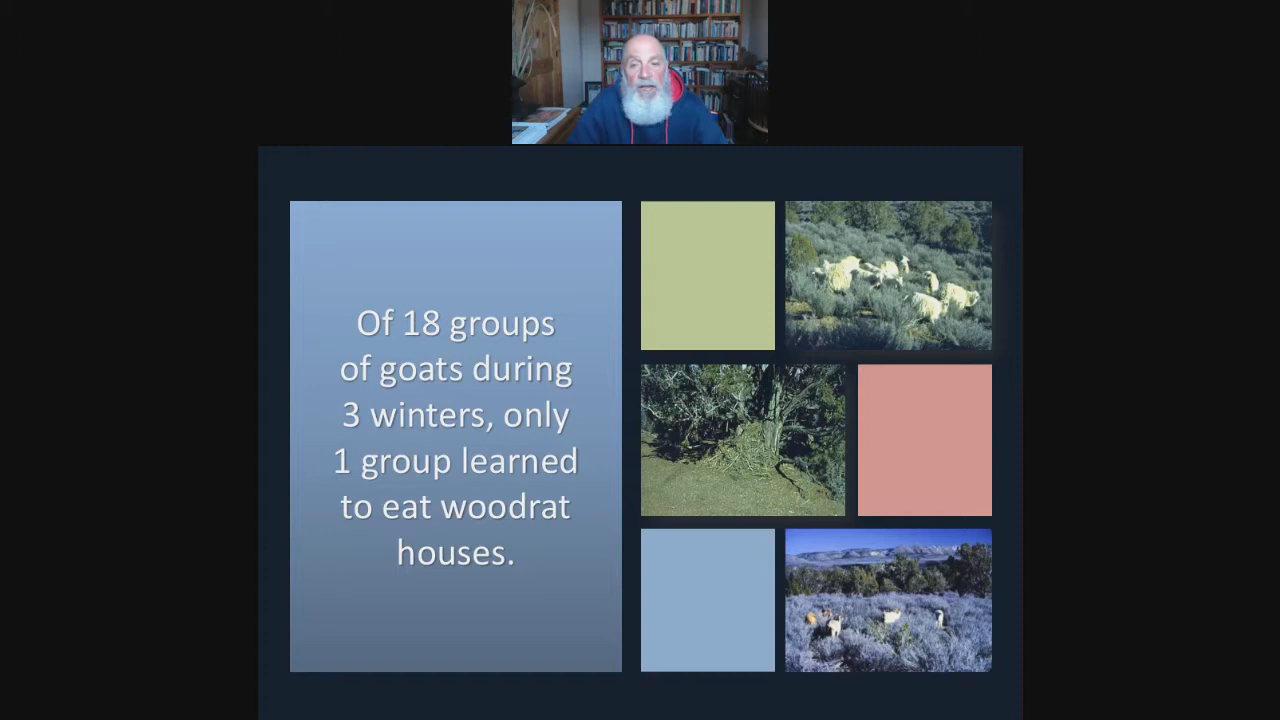 Of 18 groups
of goats during
3 winters, only
1 group learned
to eat woodrat
houses.